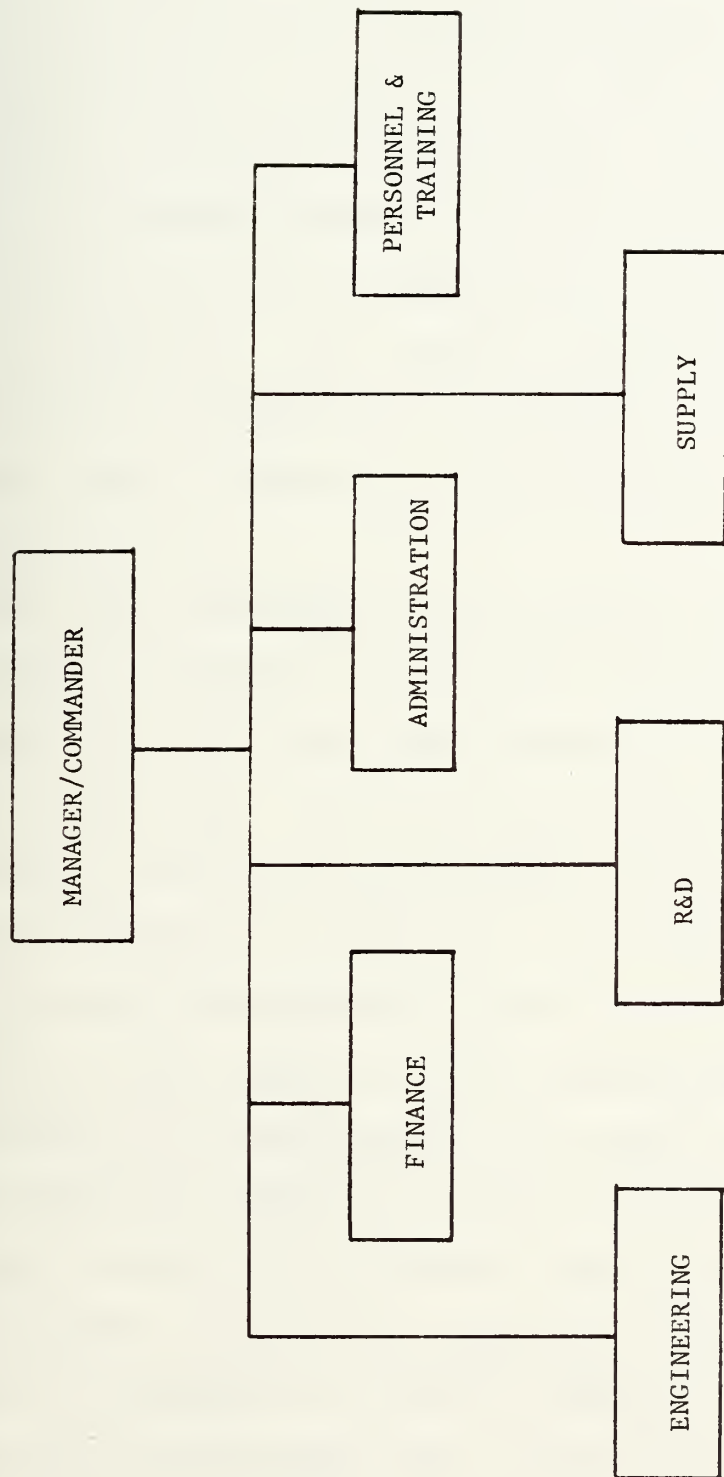 MANAGER/COMMANDER
FINANCE
ADMINISTRATION
PERSONNEL &
TRAINING
ENGINEERING
R&D
SUPPLY